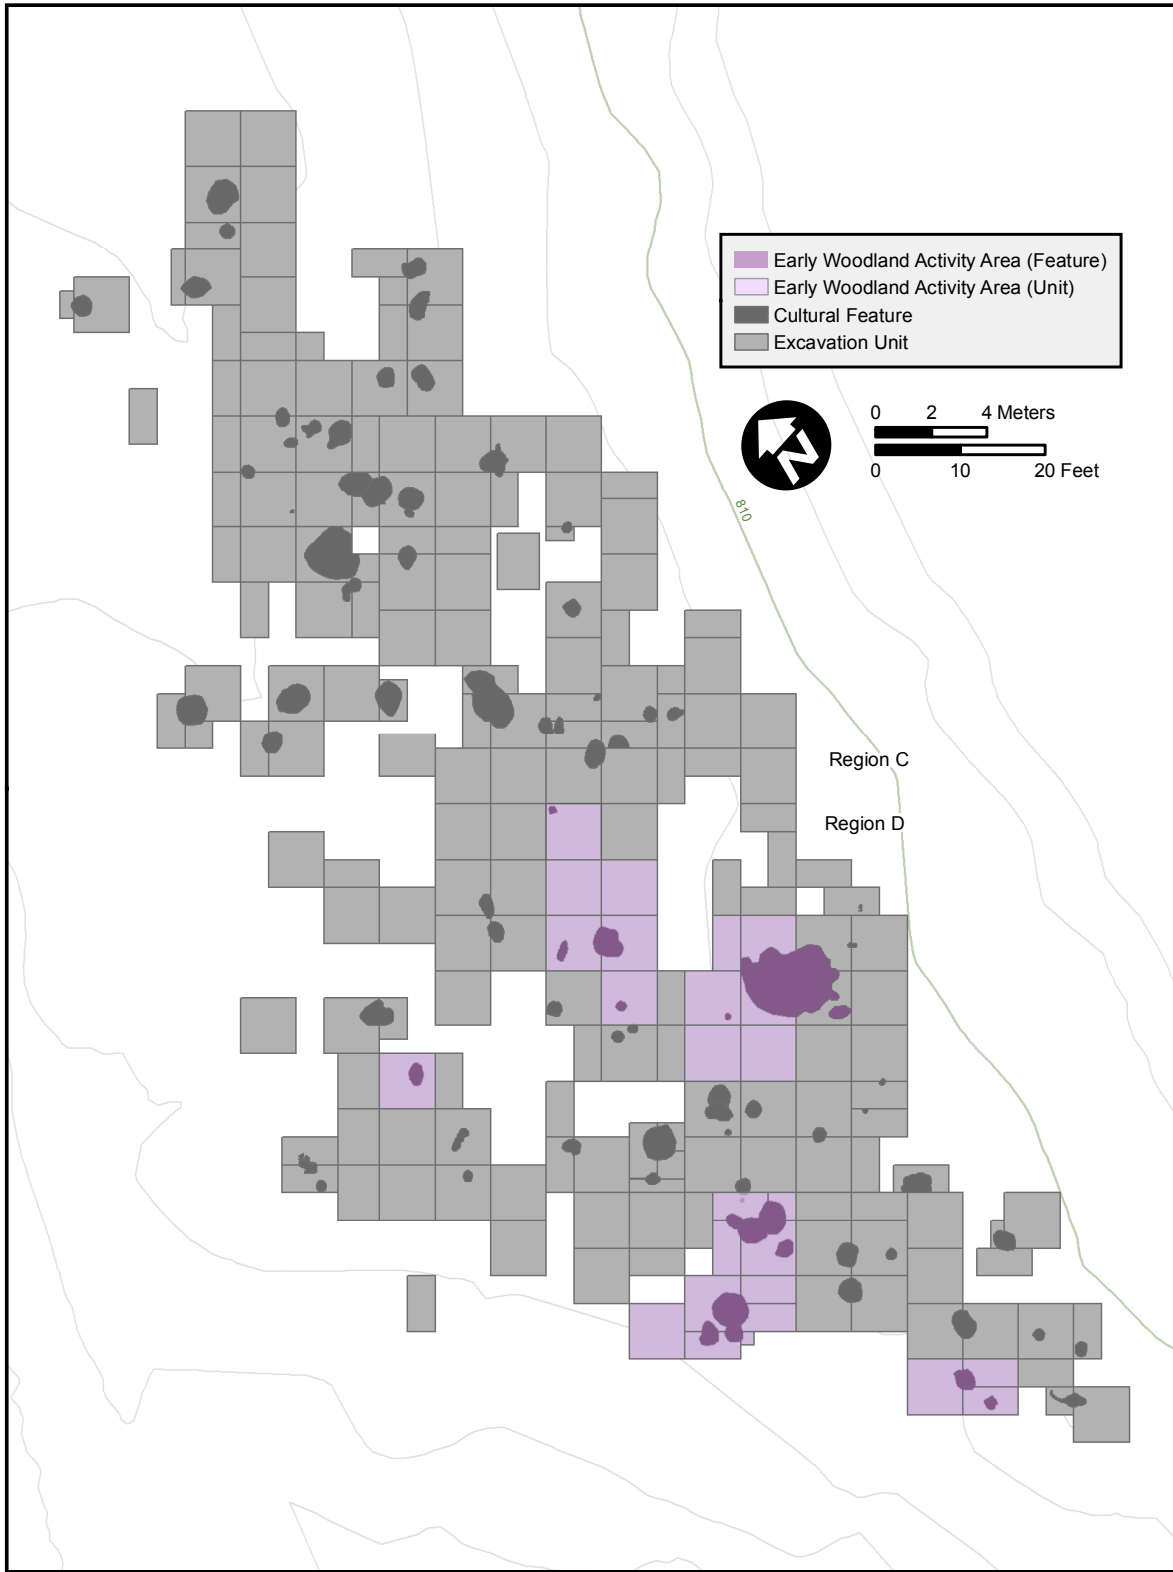 Early Woodland Activity Area (Feature)
Early Woodland Activity Area (Unit)
Cultural Feature
Excavation Unit
0 2 4 Meters
0 10 20 Feet
N
810
Region C
Region D